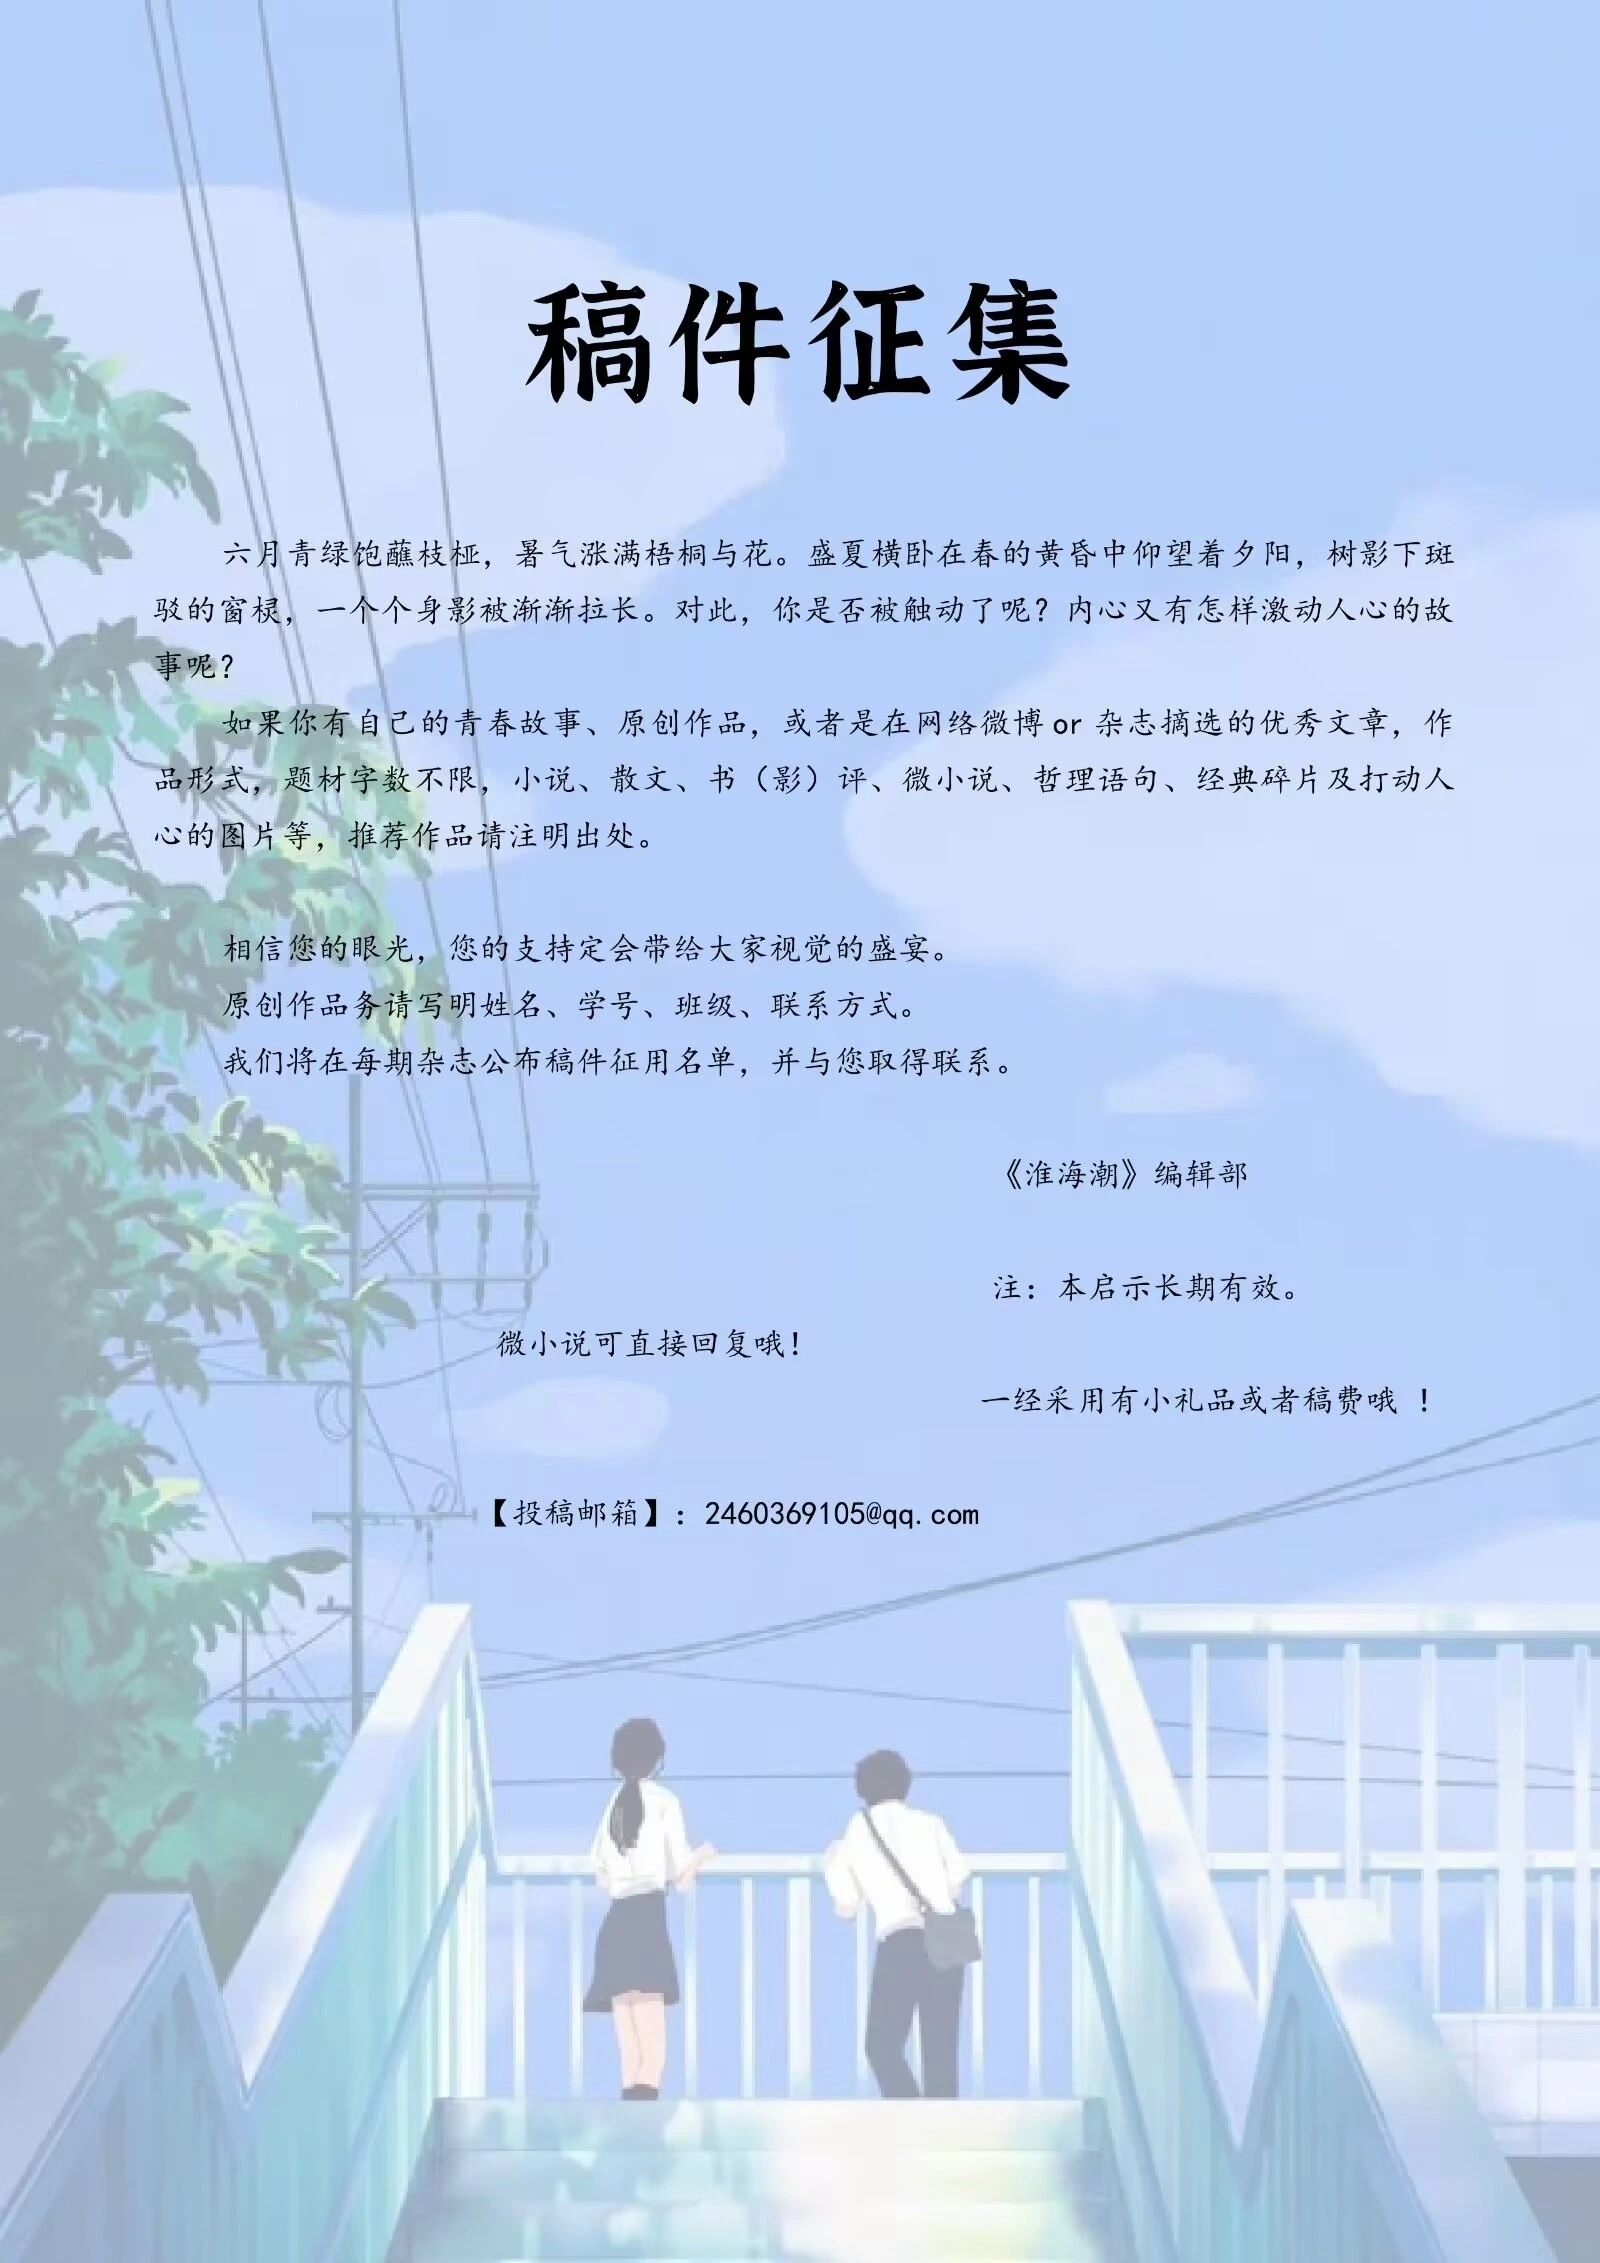 稿件征集
六月青绿饱蘸枝桠，暑气涨满梧桐与花。盛夏横卧在春的黄昏中仰望着夕阳，树影下斑
驳的窗棂，一个个身影被渐渐拉长。对此，你是否被触动了呢？内心又有怎样激动人心的故
事呢？
如果你有自己的青春故事、原创作品，或者是在网络微博 or 杂志摘选的优秀文章，作
品形式，题材字数不限，小说、散文、书（影）评、微小说、哲理语句、经典碎片及打动人
心的图片等，推荐作品请注明出处。
相信您的眼光，您的支持定会带给大家视觉的盛宴。
原创作品务请写明姓名、学号、班级、联系方式。
我们将在每期杂志公布稿件征用名单，并与您取得联系。
《淮海潮》编辑部
注：本启示长期有效。
微小说可直接回复哦！
一经采用有小礼品或者稿费哦 ！
【投稿邮箱】：2460369105@qq.com